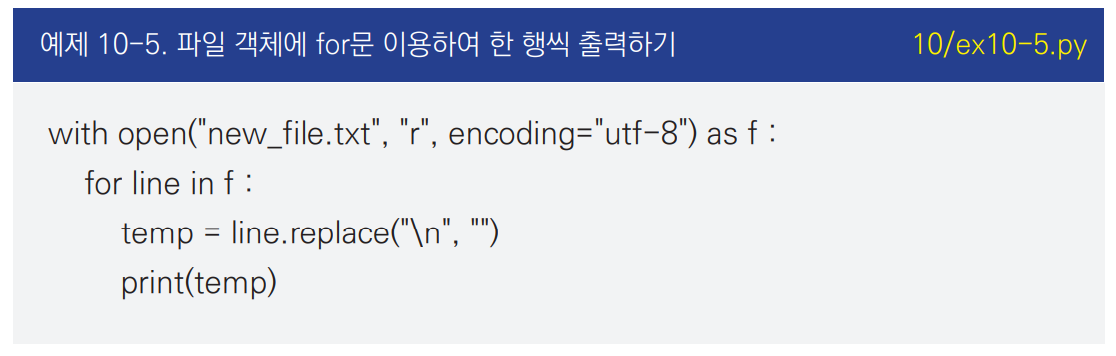 예제 10-5. 파일 객체에 for문 이용하여 한 행씩 출력하기 10/ex10-5.py
with open("new_file.txt", "r", encoding="utf-8") as f :
    for line in f :
        temp = line.replace("\n", "")
        print(temp)